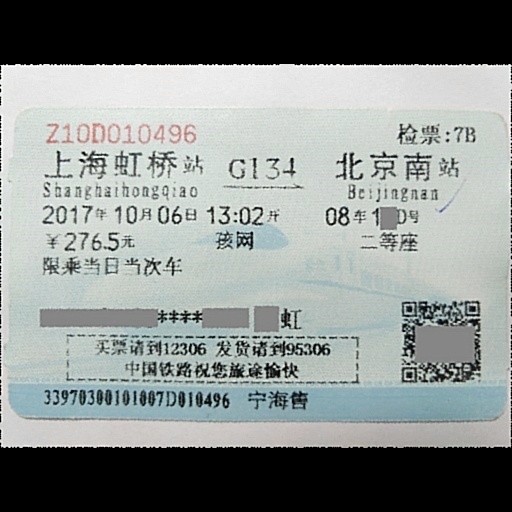 Z10D010496 检票:7B
上海虹桥站 G134 北京南站
Shanghaihongqiao Beijingnan
2017年10月06日13:02开 08车1 0号
￥276.5元 孩网 二等座
限乘当日当次车
**** 虹
买票请到12306 发货请到95306
中国铁路祝您旅途愉快
33970300101007D010496 宁海售